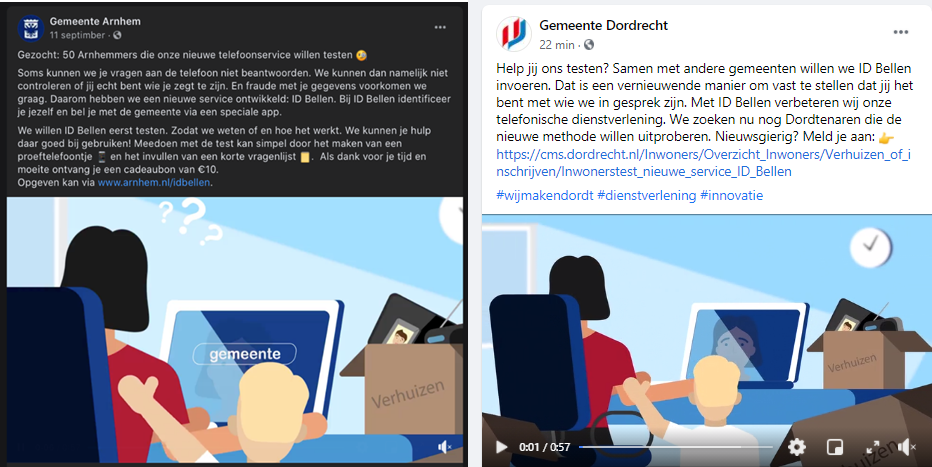 Gemeente Arnhem
11 september ·
Gezocht: 50 Arnhemmers die onze nieuwe telefoonservice willen testen 🤣
Soms kunnen we je vragen aan de telefoon niet beantwoorden. We kunnen dan namelijk niet
controleren of jij echt bent wie je zegt te zijn. En fraude met je gegevens voorkomen we
graag. Daarom hebben we een nieuwe service ontwikkeld: ID Bellen. Bij ID Bellen identificeer
je jezelf en bel je met de gemeente via een speciale app.
We willen ID Bellen eerst testen. Zodat we weten of en hoe het werkt. We kunnen je hulp
daar goed bij gebruiken! Meedoen met de test kan simpel door het maken van een
proeftelefoontje 📱 en het invullen van een korte vragenlijst 📒. Als dank voor je tijd en
moeite ontvang je een cadeaubon van €10.
Opgeven kan via www.arnhem.nl/idbellen.
???
gemeente
Verhuizen
Gemeente Dordrecht
22 min ·
Help jij ons testen? Samen met andere gemeenten willen we ID Bellen
invoeren. Dat is een vernieuwende manier om vast te stellen dat jij het
bent met wie we in gesprek zijn. Met ID Bellen verbeteren wij onze
telefonische dienstverlening. We zoeken nu nog Dordtenaren die de
nieuwe methode willen uitproberen. Nieuwsgierig? Meld je aan: 👉
https://cms.dordrecht.nl/Inwoners/Overzicht_Inwoners/Verhuizen_of_i
nschrijven/Inwonerstest_nieuwe_service_ID_Bellen
#wijmakendordt #dienstverlening #innovatie
Verhuizen
0:01 / 0:57
Verhuizen